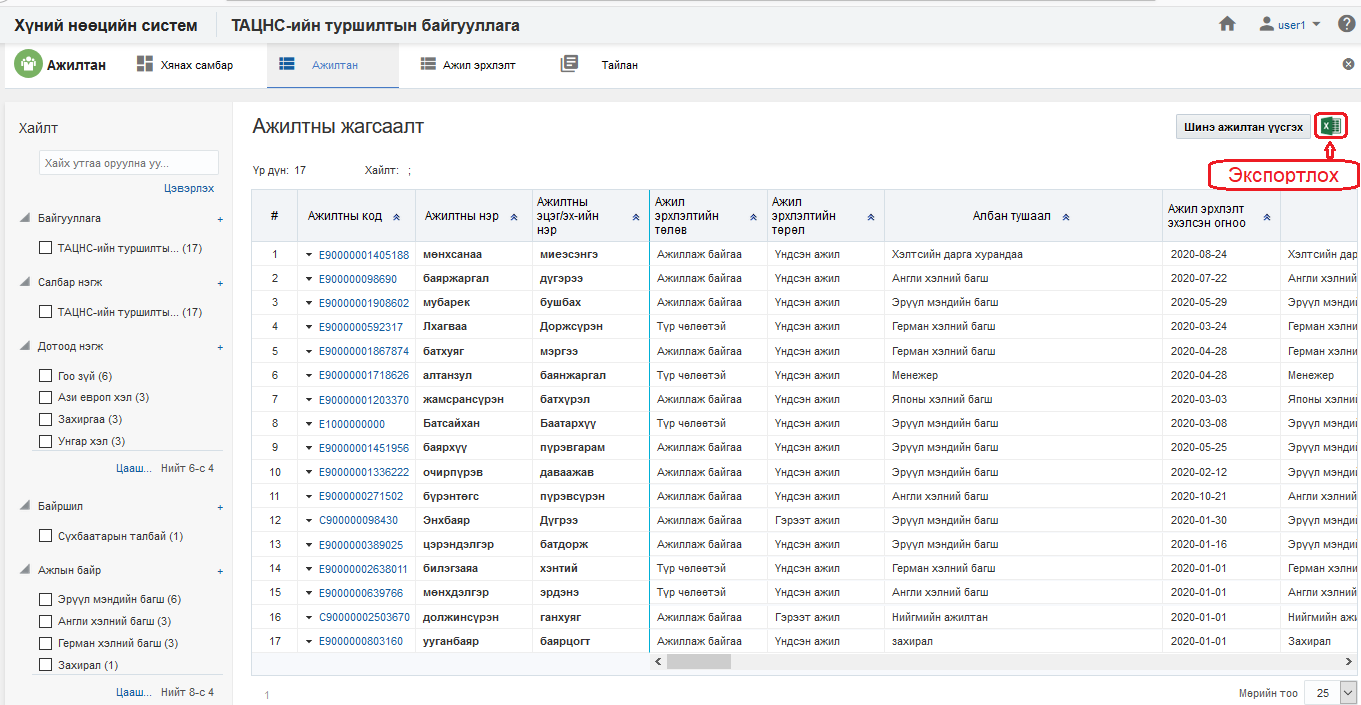 Хүний нөөцийн систем ТАЦНС-ийн туршилтын байгууллага user1
Ажилтан Хянах самбар Ажилтан Ажил эрхлэлт Тайлан
Хайлт
Хайх утгаа оруулна уу...
Цэвэрлэх
Байгууллага +
ТАЦНС-ийн туршилты... (17)
Салбар нэгж +
ТАЦНС-ийн туршилты... (17)
Дотоод нэгж +
Гоо зүй (6)
Ази европ хэл (3)
Захиргаа (3)
Унгар хэл (3)
Цааш... Нийт 6-с 4
Байршил +
Сүхбаатарын талбай (1)
Ажлын байр +
Эрүүл мэндийн багш (6)
Англи хэлний багш (3)
Герман хэлний багш (3)
Захирал (1)
Цааш... Нийт 8-с 4
Ажилтны жагсаалт
Шинэ ажилтан үүсгэх
Экспортлох
Үр дүн: 17 Хайлт: ;
# Ажилтны код Ажилтны нэр Ажилтны эцэг/эх-ийн нэр Ажил эрхлэлтийн төлөв Ажил эрхлэлтийн төрөл Албан тушаал Ажил эрхлэлт эхэлсэн огноо
1 E90000001405188 мөнхсанаа миеэсэнгэ Ажиллаж байгаа Үндсэн ажил Хэлтсийн дарга хурандаа 2020-08-24 Хэлтсийн дар
2 E900000098690 баяржаргал дүгэрээ Ажиллаж байгаа Үндсэн ажил Англи хэлний багш 2020-07-22 Англи хэлний
3 E90000001908602 мубарек бушбах Ажиллаж байгаа Үндсэн ажил Эрүүл мэндийн багш 2020-05-29 Эрүүл мэнди
4 E9000000592317 Лхагваа Доржсүрэн Түр чөлөөтэй Үндсэн ажил Герман хэлний багш 2020-03-24 Герман хэлни
5 E90000001867874 батхуяг мэргээ Ажиллаж байгаа Үндсэн ажил Герман хэлний багш 2020-04-28 Герман хэлни
6 E90000001718626 алтанзул баянжаргал Түр чөлөөтэй Үндсэн ажил Менежер 2020-04-28 Менежер
7 E90000001203370 жамсрансүрэн батхүрэл Ажиллаж байгаа Үндсэн ажил Японы хэлний багш 2020-03-03 Японы хэлний
8 E1000000000 Батсайхан Баатархүү Түр чөлөөтэй Үндсэн ажил Эрүүл мэндийн багш 2020-03-08 Эрүүл мэнди
9 E90000001451956 баярхүү пүрэвгарам Ажиллаж байгаа Үндсэн ажил Эрүүл мэндийн багш 2020-05-25 Эрүүл мэнди
10 E90000001336222 очирпүрэв даваажав Ажиллаж байгаа Үндсэн ажил Эрүүл мэндийн багш 2020-02-12 Эрүүл мэнди
11 E9000000271502 бүрэнтөгс пүрэвсүрэн Ажиллаж байгаа Үндсэн ажил Англи хэлний багш 2020-10-21 Англи хэлний
12 C900000098430 Энхбаяр Дүгрээ Ажиллаж байгаа Гэрээт ажил Эрүүл мэндийн багш 2020-01-30 Эрүүл мэнди
13 E9000000389025 цэрэндэлгэр батдорж Ажиллаж байгаа Үндсэн ажил Эрүүл мэндийн багш 2020-01-16 Эрүүл мэнди
14 E90000002638011 билэгзаяа хэнтий Түр чөлөөтэй Үндсэн ажил Герман хэлний багш 2020-01-01 Герман хэлни
15 E9000000639766 мөнхдэлгэр эрдэнэ Түр чөлөөтэй Үндсэн ажил Англи хэлний багш 2020-01-01 Англи хэлний
16 C90000002503670 должинсүрэн ганхуяг Ажиллаж байгаа Гэрээт ажил Нийгмийн ажилтан 2020-01-01 Нийгмийн ажи
17 E9000000803160 ууганбаяр баярцогт Ажиллаж байгаа Үндсэн ажил захирал 2020-01-01 Захирал
1 Мөрийн тоо 25